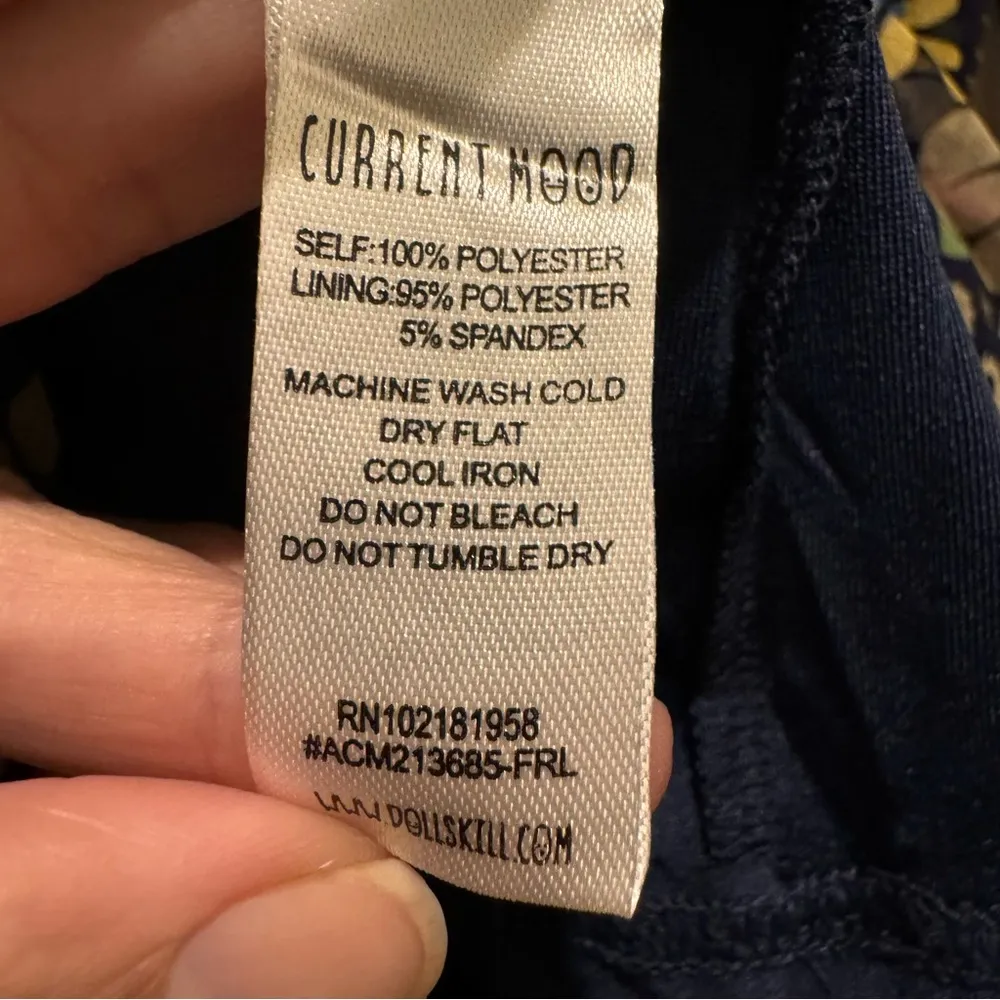 CURRENT MOOD
SELF:100% POLYESTER
LINING:95% POLYESTER
5% SPANDEX
MACHINE WASH COLD
DRY FLAT
COOL IRON
DO NOT BLEACH
DO NOT TUMBLE DRY
RN102181958
#ACM213685-FRL
WWW.DOLLSKILL.COM